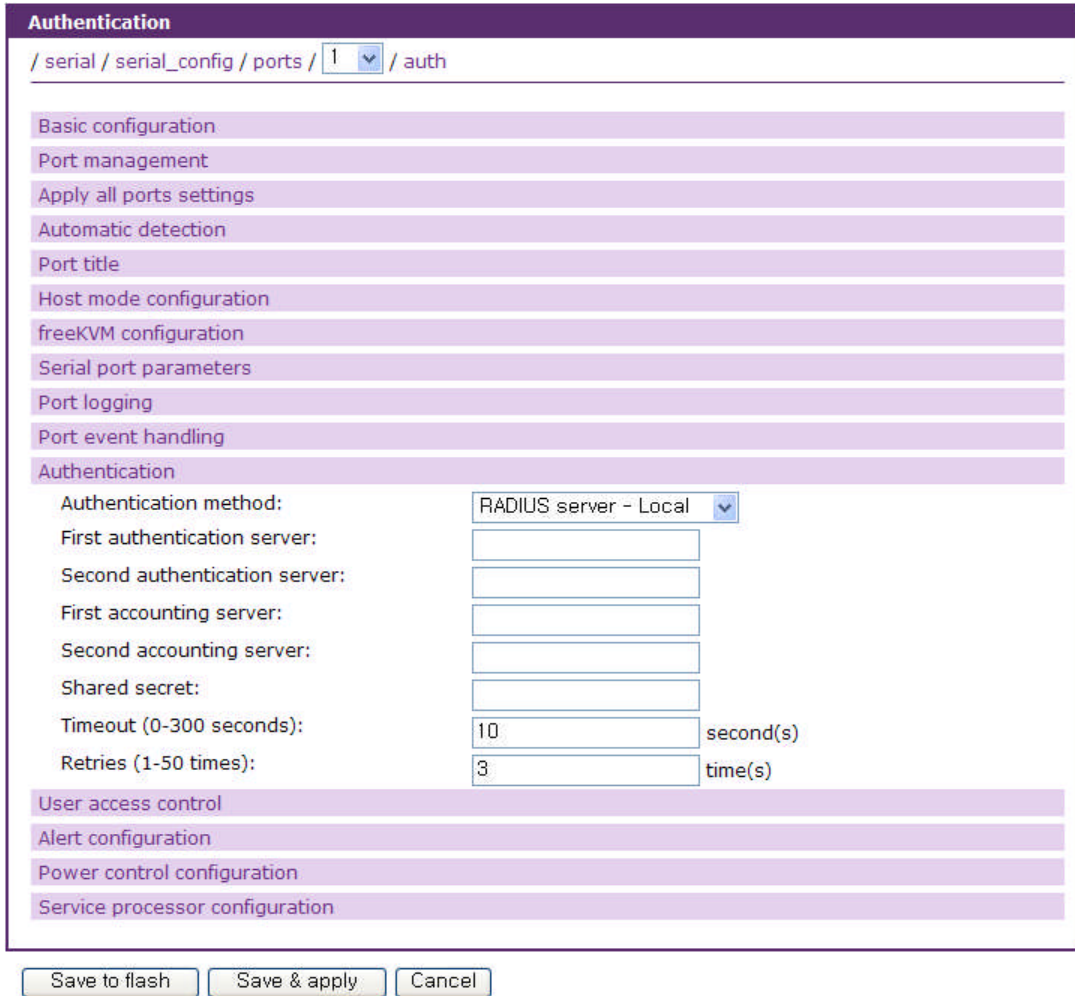 Authentication
/ serial / serial_config / ports / 1 / auth
Basic configuration
Port management
Apply all ports settings
Automatic detection
Port title
Host mode configuration
freeKVM configuration
Serial port parameters
Port logging
Port event handling
Authentication
Authentication method: RADIUS server - Local
First authentication server:
Second authentication server:
First accounting server:
Second accounting server:
Shared secret:
Timeout (0-300 seconds): 10 second(s)
Retries (1-50 times): 3 time(s)
User access control
Alert configuration
Power control configuration
Service processor configuration
Save to flash Save & apply Cancel